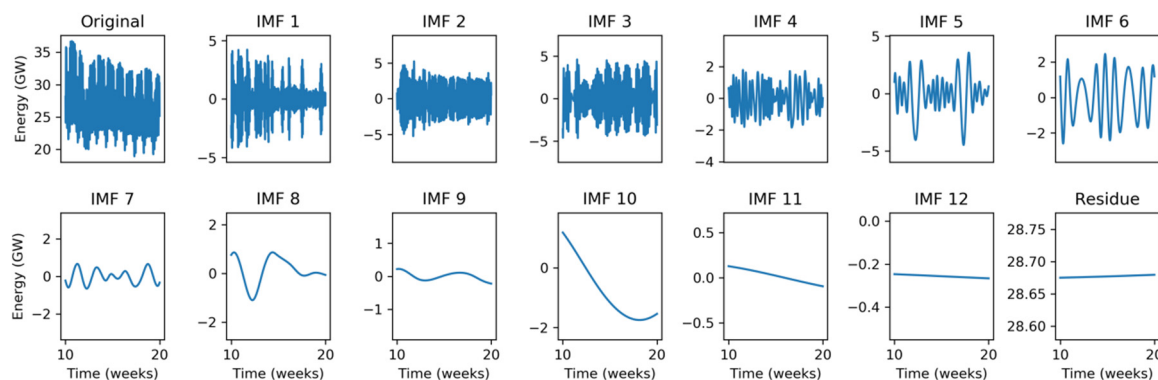 Original
IMF 1
IMF 2
IMF 3
IMF 4
IMF 5
IMF 6
Energy (GW)
35
30
25
20
5
0
−5
5
0
−5
5
0
−5
2
0
−2
−4
5
0
−5
2
0
−2
IMF 7
IMF 8
IMF 9
IMF 10
IMF 11
IMF 12
Residue
Energy (GW)
2
0
−2
2
0
−2
1
0
−1
0
−2
0.5
0.0
−0.5
0.0
−0.2
−0.4
28.75
28.70
28.65
28.60
10 20
10 20
10 20
10 20
10 20
10 20
10 20
Time (weeks)
Time (weeks)
Time (weeks)
Time (weeks)
Time (weeks)
Time (weeks)
Time (weeks)